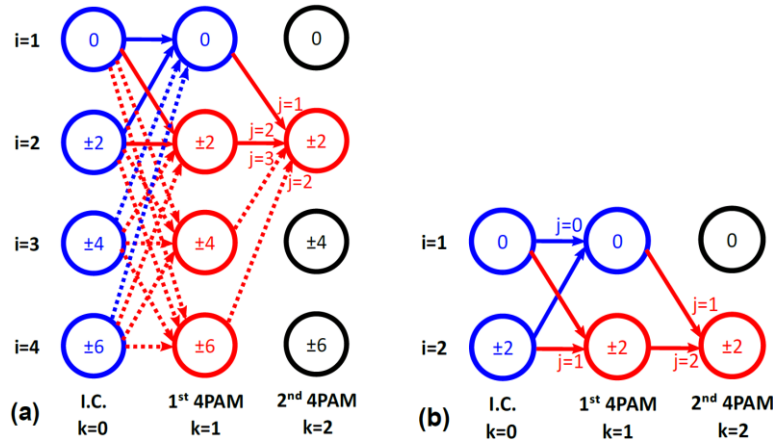 i=1 0 0 0
j=1
i=2 ±2 j=2 ±2 ±2
j=3
j=2
i=3 ±4 ±4 ±4
i=4 ±6 ±6 ±6
(a) I.C. 1st 4PAM 2nd 4PAM
k=0 k=1 k=2
j=0
i=1 0 0 0
j=1
i=2 ±2 ±2 ±2
j=1 j=2
(b) I.C. 1st 4PAM 2nd 4PAM
k=0 k=1 k=2